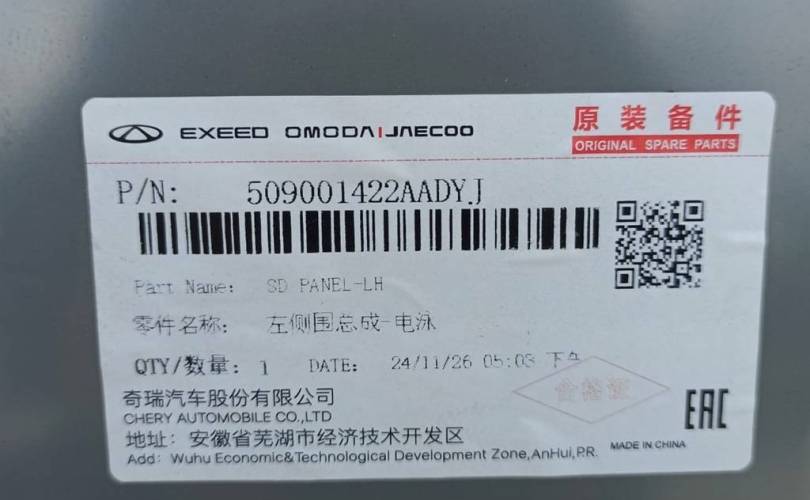 EXEED OMODA|JAECOO
原装备件
ORIGINAL SPARE PARTS
P/N: 509001422AADYJ
Part Name: SD PANEL-LH
零件名称: 左侧围总成-电泳
QTY/数量: 1 DATE: 24/11/26 05:03 下午
合格证
奇瑞汽车股份有限公司
CHERY AUTOMOBILE CO.,LTD
EAC
地址: 安徽省芜湖市经济技术开发区
MADE IN CHINA
Add: Wuhu Economic&Technological Development Zone,AnHui,P.R.